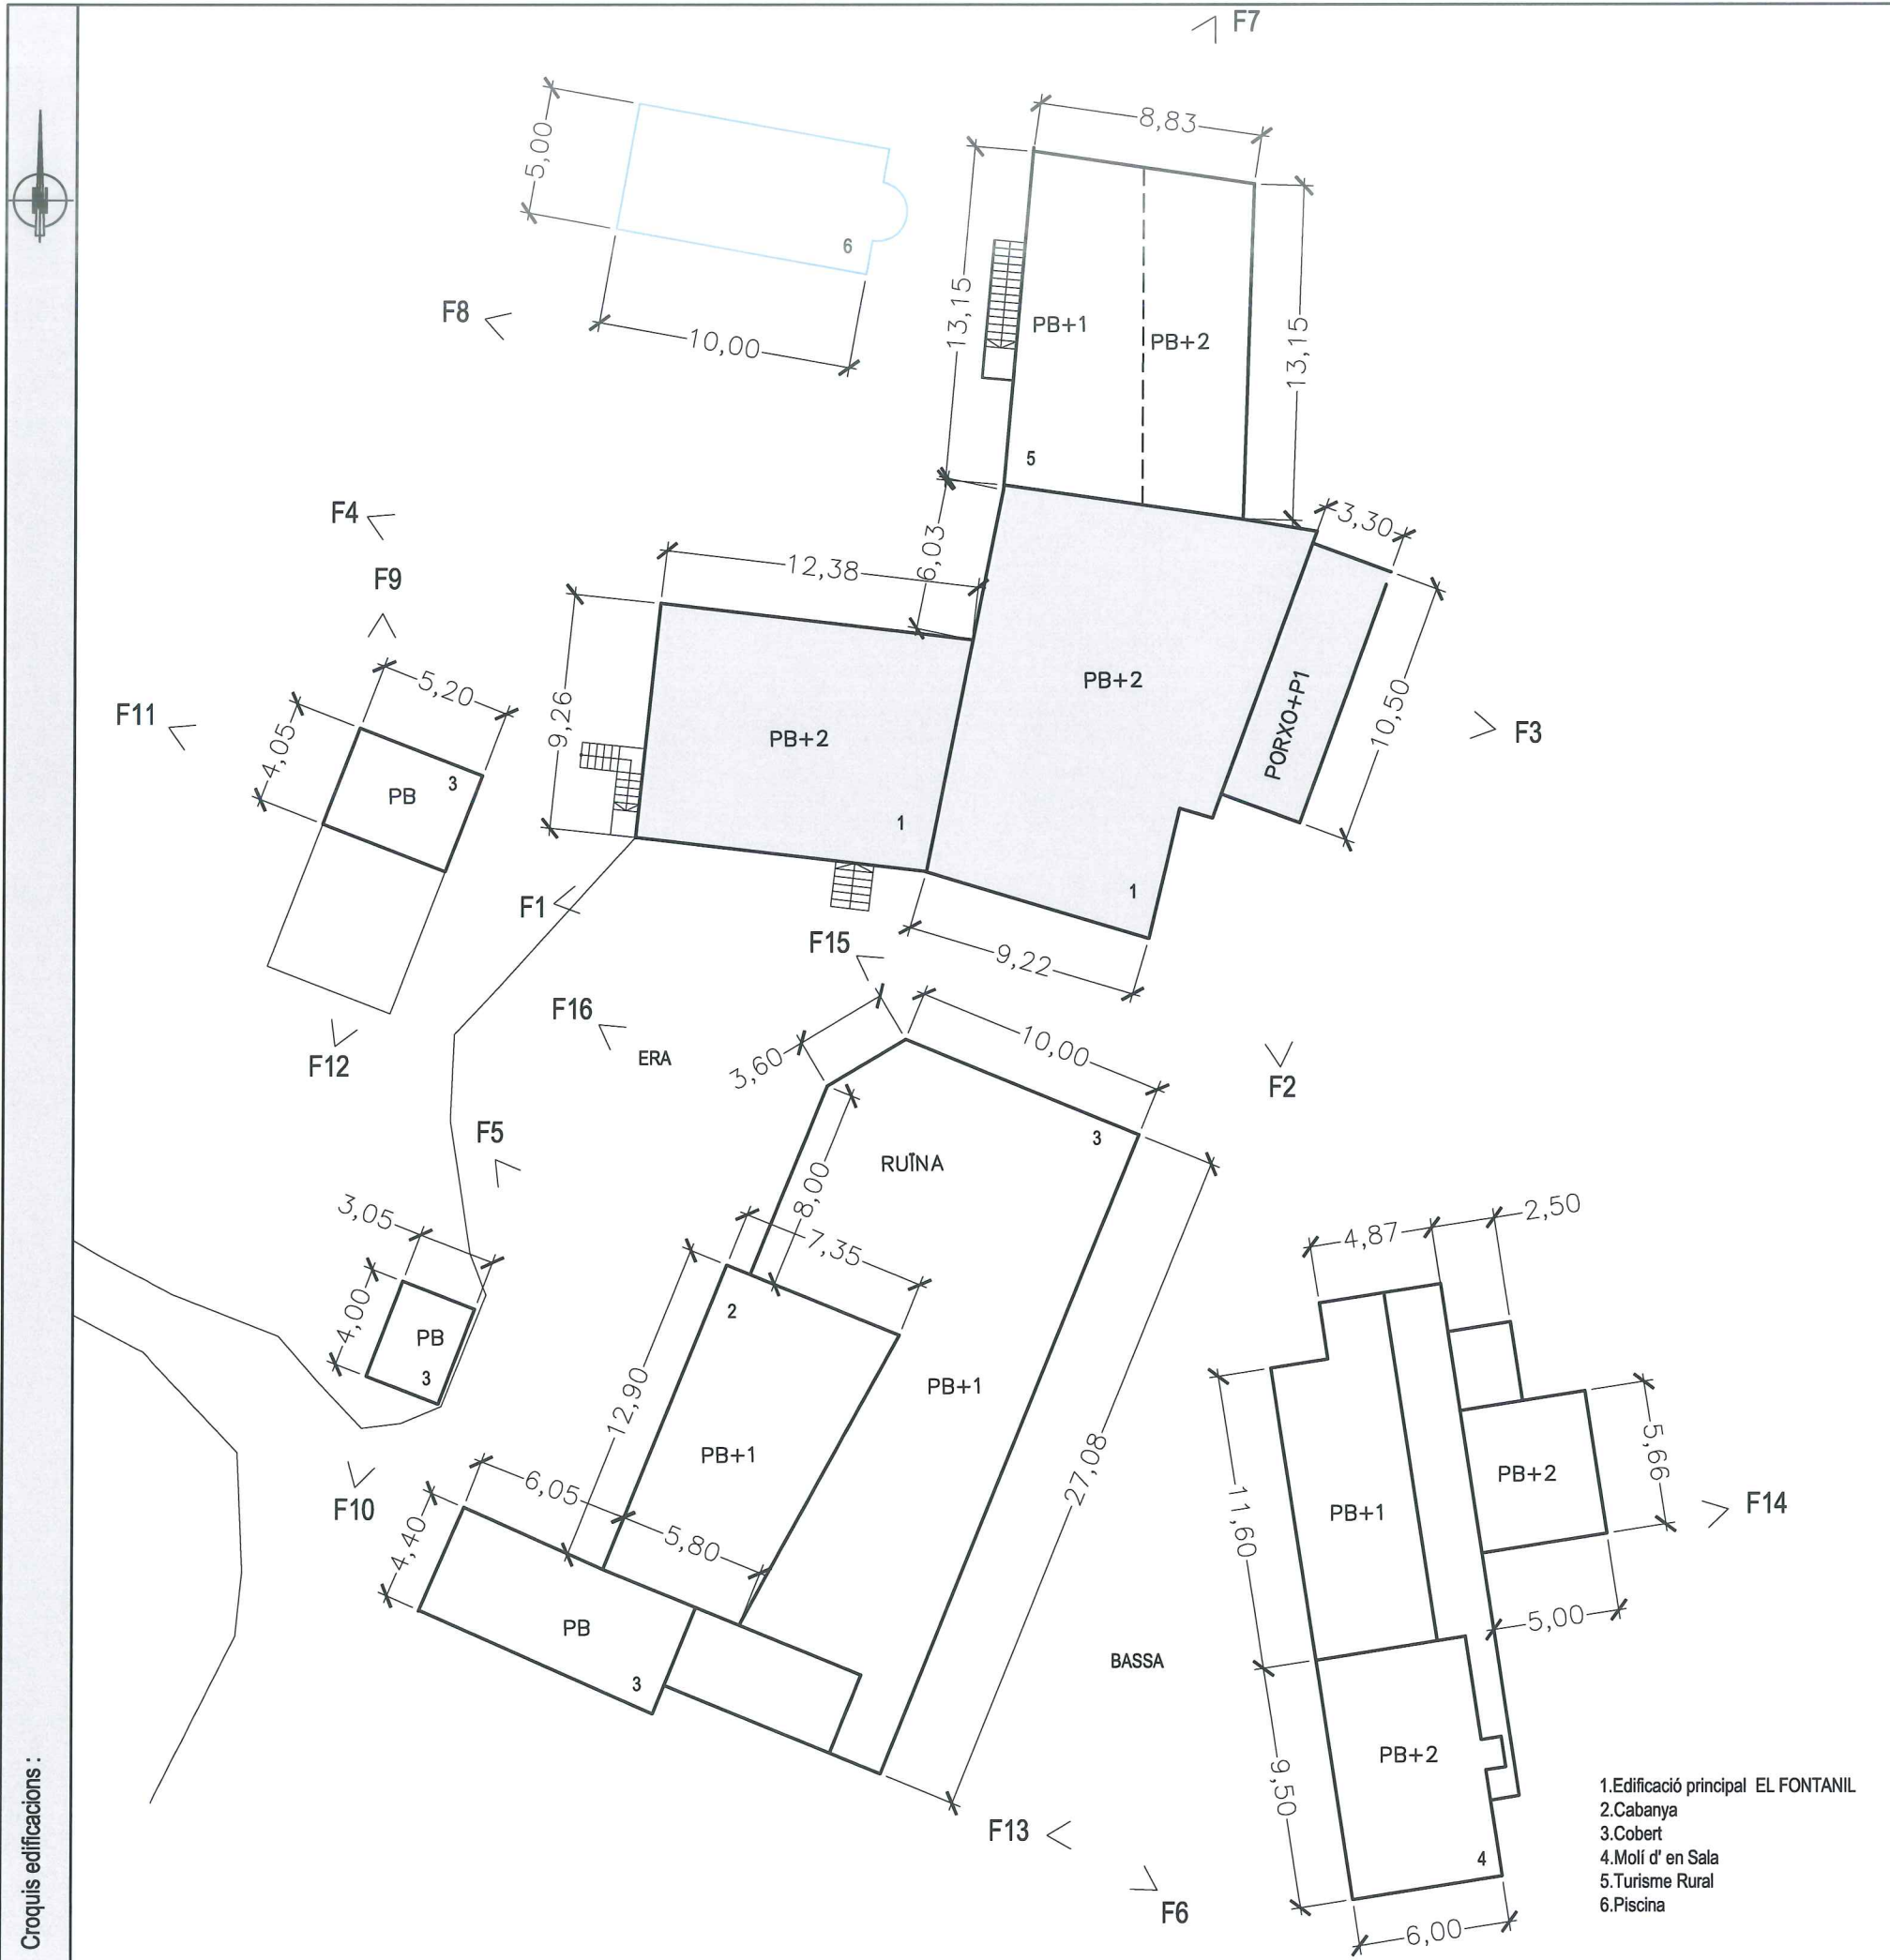 F7
8,83
5,00
6
13,15
F8
10,00
PB+1
PB+2
13,15
5
F4
3,30
6,03
12,38
F9
9,26
5,20
PB+2
F11
4,05
PORXO+P1
10,50
F3
PB
3
PB+2
1
1
F1
F15
9,22
F16
ERA
10,00
F12
3,60
F2
F5
3
RUÏNA
8,00
3,05
7,35
4,87
2,50
4,00
PB
3
2
12,90
PB+1
5,66
PB+1
27,08
PB+2
F14
F10
6,05
4,40
5,80
PB+1
11,60
5,00
PB
3
BASSA
PB+2
9,50
F13
4
F6
6,00
1.Edificació principal EL FONTANIL
2.Cabanya
3.Cobert
4.Molí d' en Sala
5.Turisme Rural
6.Piscina
Croquis edificacions :